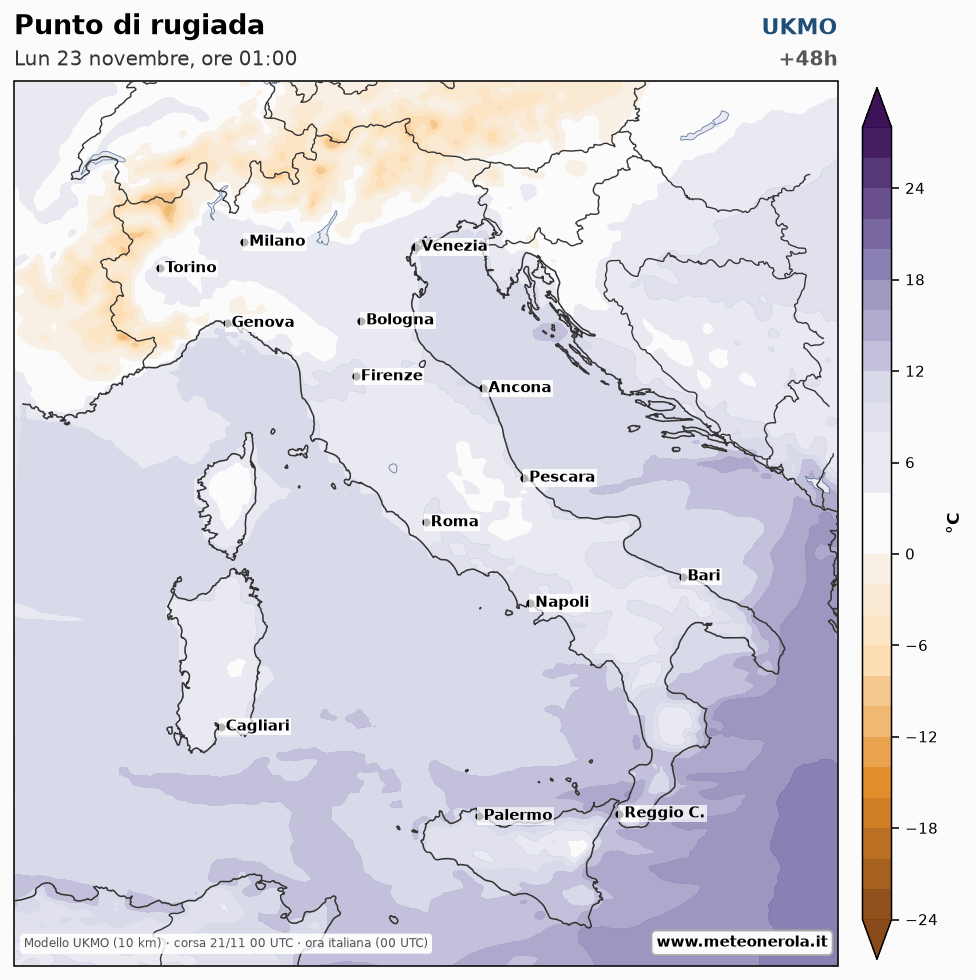 Punto di rugiada
UKMO
Lun 23 novembre, ore 01:00
+48h
Milano
Venezia
Torino
Genova
Bologna
Firenze
Ancona
Pescara
Roma
Bari
Napoli
Cagliari
Palermo
Reggio C.
24
18
12
6
0
−6
−12
−18
−24
°C
Modello UKMO (10 km) · corsa 21/11 00 UTC · ora italiana (00 UTC)
www.meteonerola.it